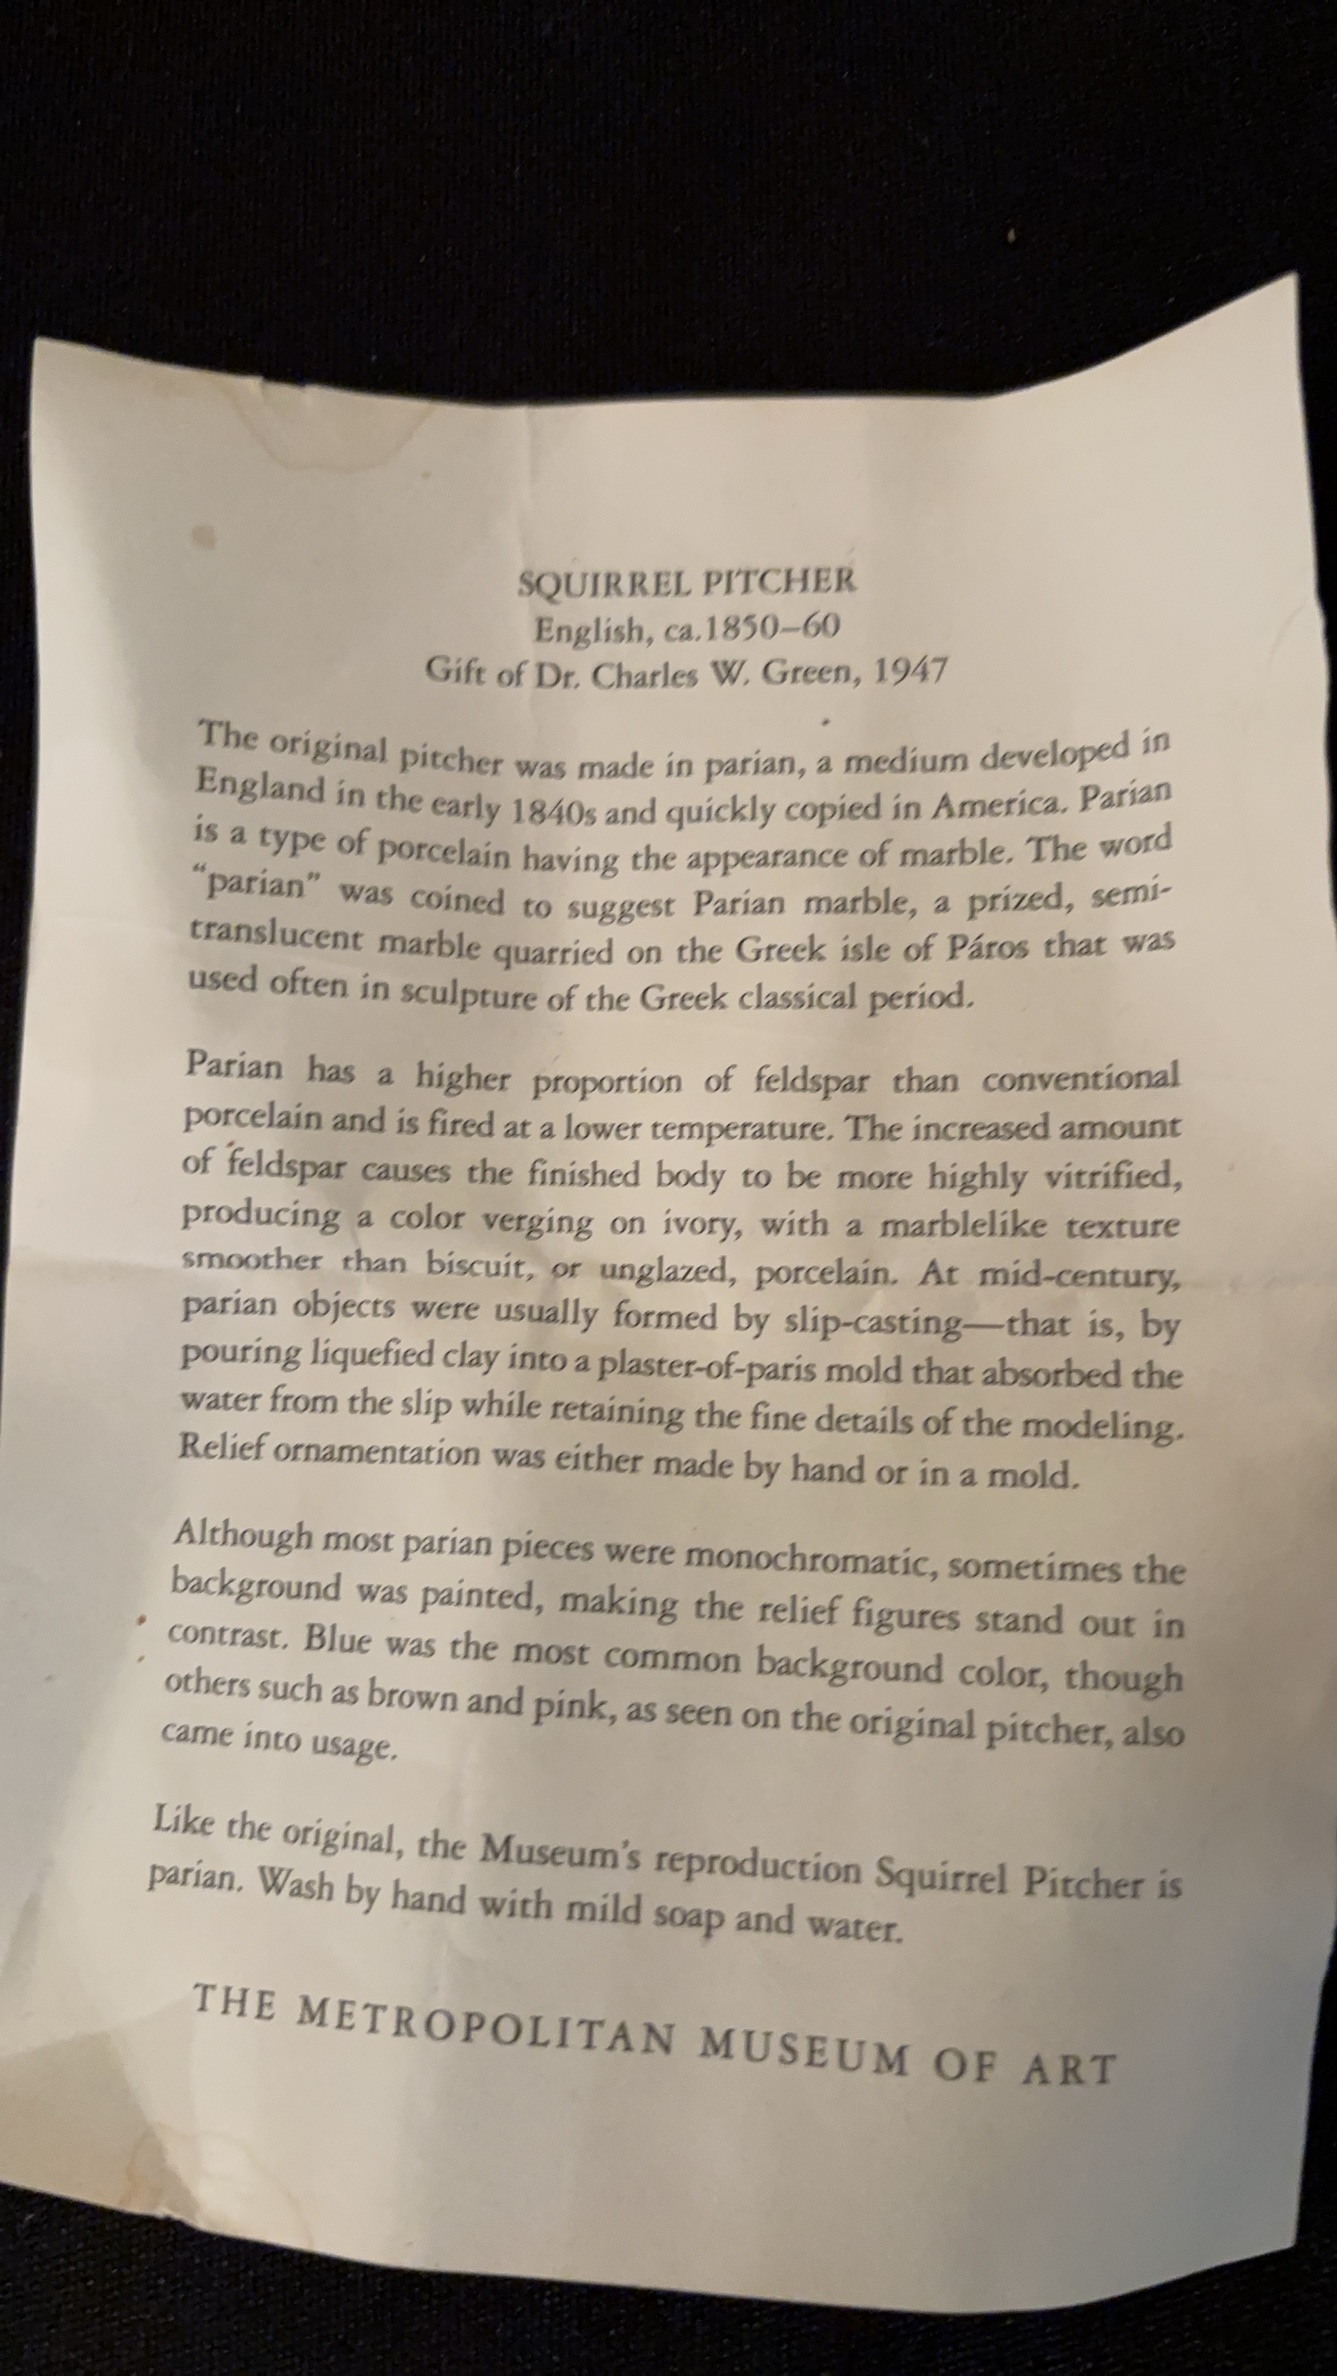 SQUIRREL PITCHER
English, ca.1850–60
Gift of Dr. Charles W. Green, 1947
The original pitcher was made in parian, a medium developed in
England in the early 1840s and quickly copied in America. Parian
is a type of porcelain having the appearance of marble. The word
“parian” was coined to suggest Parian marble, a prized, semi-
translucent marble quarried on the Greek isle of Páros that was
used often in sculpture of the Greek classical period.
Parian has a higher proportion of feldspar than conventional
porcelain and is fired at a lower temperature. The increased amount
of feldspar causes the finished body to be more highly vitrified,
producing a color verging on ivory, with a marblelike texture
smoother than biscuit, or unglazed, porcelain. At mid-century,
parian objects were usually formed by slip-casting—that is, by
pouring liquefied clay into a plaster-of-paris mold that absorbed the
water from the slip while retaining the fine details of the modeling.
Relief ornamentation was either made by hand or in a mold.
Although most parian pieces were monochromatic, sometimes the
background was painted, making the relief figures stand out in
contrast. Blue was the most common background color, though
others such as brown and pink, as seen on the original pitcher, also
came into usage.
Like the original, the Museum’s reproduction Squirrel Pitcher is
parian. Wash by hand with mild soap and water.
THE METROPOLITAN MUSEUM OF ART